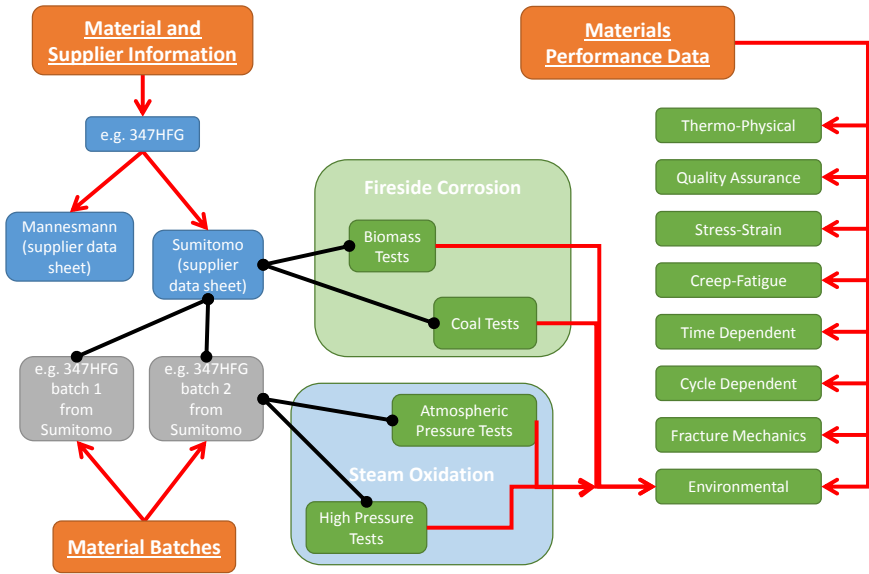 Material and
Supplier Information
Materials
Performance Data
e.g. 347HFG
Mannesmann
(supplier data
sheet)
Sumitomo
(supplier
data sheet)
Fireside Corrosion
Biomass
Tests
Coal Tests
e.g. 347HFG
batch 1
from
Sumitomo
e.g. 347HFG
batch 2
from
Sumitomo
Atmospheric
Pressure Tests
Steam Oxidation
High Pressure
Tests
Material Batches
Thermo-Physical
Quality Assurance
Stress-Strain
Creep-Fatigue
Time Dependent
Cycle Dependent
Fracture Mechanics
Environmental